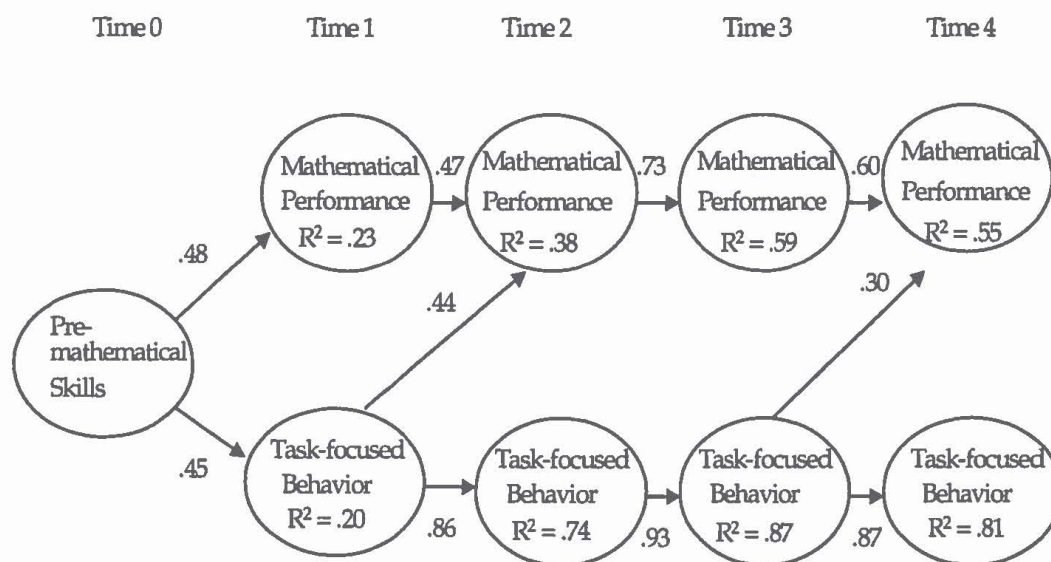 Time 0 Time 1 Time 2 Time 3 Time 4
Mathematical
Performance
R² = .23
.47
Mathematical
Performance
R² = .38
.73
Mathematical
Performance
R² = .59
.60
Mathematical
Performance
R² = .55
.48
.44
.30
Pre-
mathematical
Skills
.45
Task-focused
Behavior
R² = .20
.86
Task-focused
Behavior
R² = .74
.93
Task-focused
Behavior
R² = .87
.87
Task-focused
Behavior
R² = .81